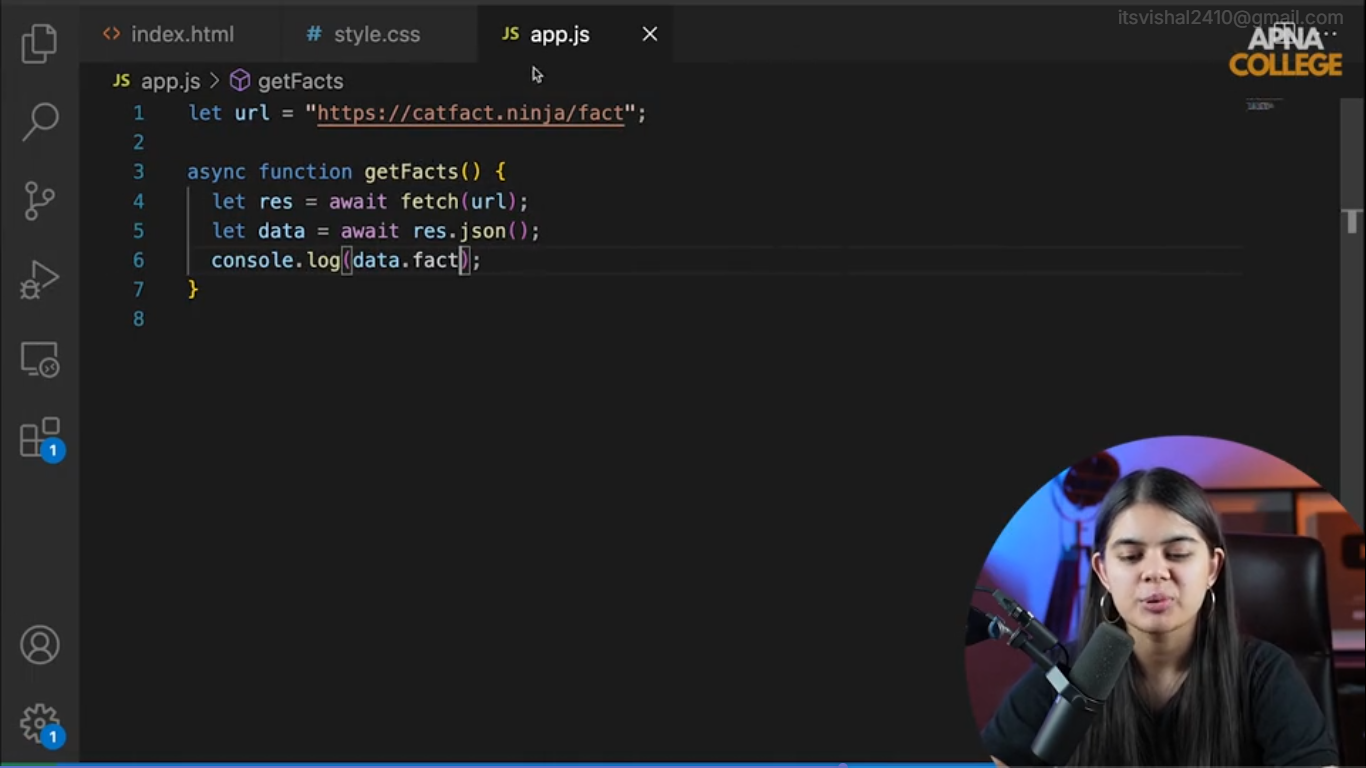 itsvishal2410@gmail.com
index.html
# style.css
JS app.js
APNA
COLLEGE
JS app.js > getFacts
1 let url = "https://catfact.ninja/fact";
2
3 async function getFacts() {
4 let res = await fetch(url);
5 let data = await res.json();
6 console.log(data.fact);
7 }
8
1
1